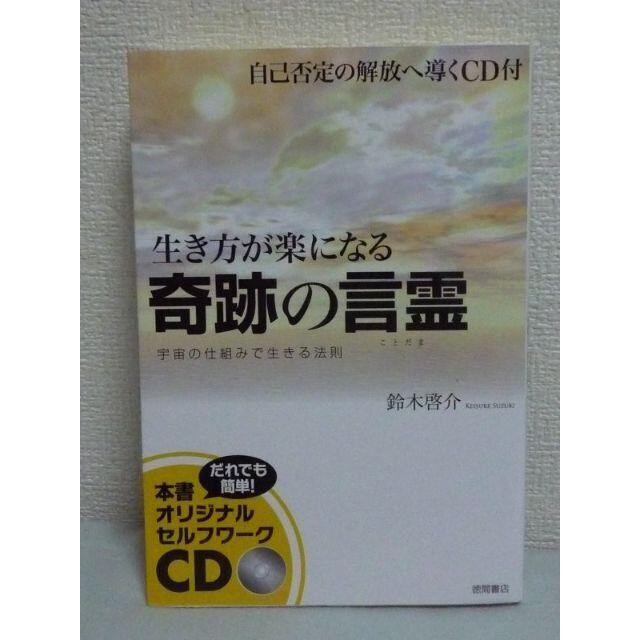 自己否定の解放へ導くCD付
生き方が楽になる
奇跡の言霊
ことだま
宇宙の仕組みで生きる法則
鈴木啓介 KEISUKE SUZUKI
だれでも
簡単!
本書
オリジナル
セルフワーク
CD
徳間書店